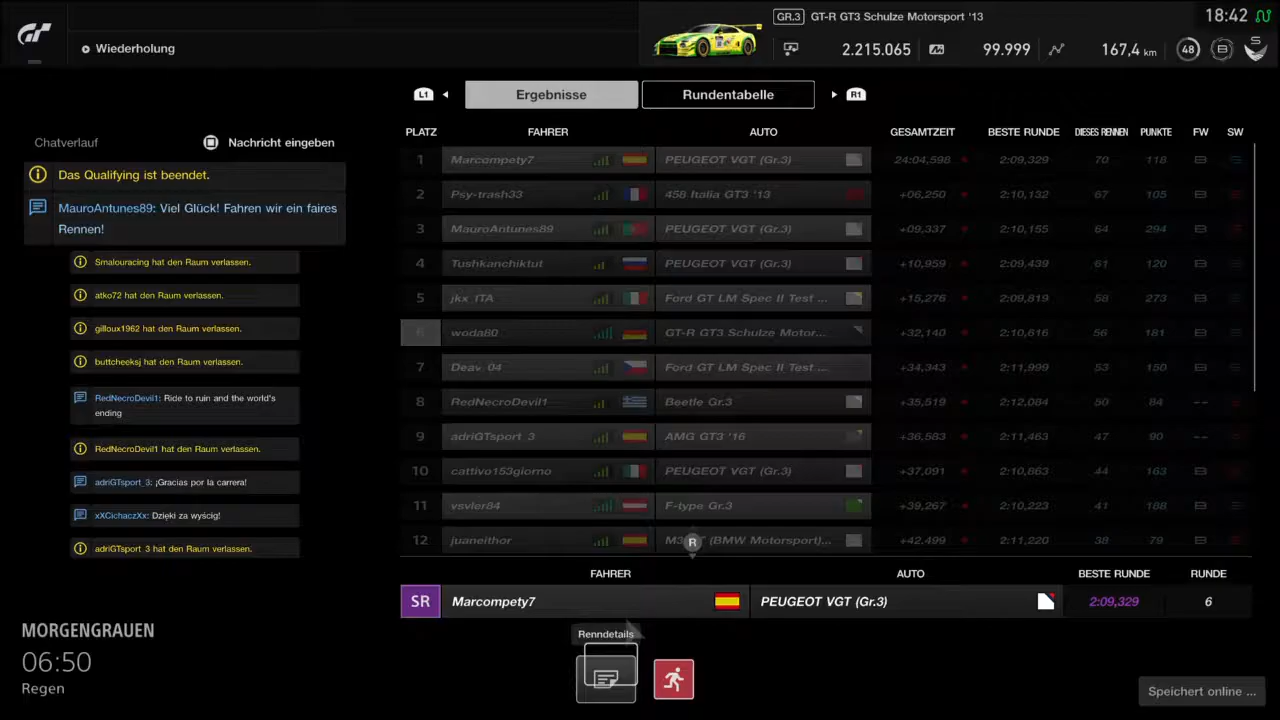 GR.3 GT-R GT3 Schulze Motorsport '13
18:42
Wiederholung
2.215.065 99.999 167,4 km 48 B S
L1 Ergebnisse Rundentabelle R1
Chatverlauf Nachricht eingeben
Das Qualifying ist beendet.
MauroAntunes89: Viel Glück! Fahren wir ein faires
Rennen!
Smalouracing hat den Raum verlassen.
atko72 hat den Raum verlassen.
gilloux1962 hat den Raum verlassen.
buttcheeksj hat den Raum verlassen.
RedNecroDevil1: Ride to ruin and the world's
ending
RedNecroDevil1 hat den Raum verlassen.
adriGTsport_3: ¡Gracias por la carrera!
xXCichaczXx: Dzięki za wyścig!
adriGTsport_3 hat den Raum verlassen.
PLATZ FAHRER AUTO GESAMTZEIT BESTE RUNDE DIESES RENNEN PUNKTE FW SW
1 Marcompety7 PEUGEOT VGT (Gr.3) 24:04,598 2:09,329 70 118
2 Psy-trash33 458 Italia GT3 '13 +06,250 2:10,132 67 105
3 MauroAntunes89 PEUGEOT VGT (Gr.3) +09,337 2:10,155 64 294
4 Tushkanchiktut PEUGEOT VGT (Gr.3) +10,959 2:09,439 61 120
5 jkx_ITA Ford GT LM Spec II Test ... +15,276 2:09,819 58 273
6 woda80 GT-R GT3 Schulze Motor... +32,140 2:10,616 56 181
7 Deav_04 Ford GT LM Spec II Test ... +34,343 2:11,999 53 150
8 RedNecroDevil1 Beetle Gr.3 +35,519 2:12,084 50 84 --
9 adriGTsport_3 AMG GT3 '16 +36,583 2:11,463 47 90 --
10 cattivo153giorno PEUGEOT VGT (Gr.3) +37,091 2:10,863 44 163
11 vsvler84 F-type Gr.3 +39,267 2:10,223 41 188
12 juaneithor (BMW Motorsport)... +42,499 2:11,220 38 79
R
FAHRER AUTO BESTE RUNDE RUNDE
SR Marcompety7 PEUGEOT VGT (Gr.3) 2:09,329 6
MORGENGRAUEN
06:50
Regen
Renndetails
Speichert online ...